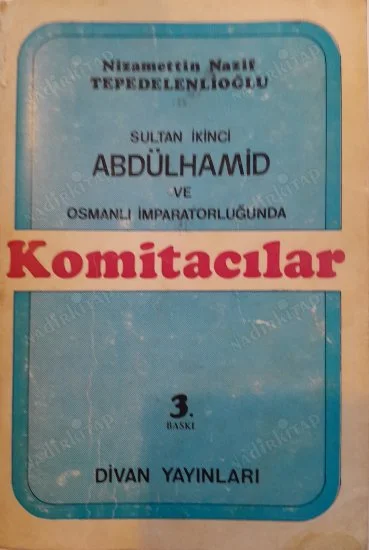 Nizamettin Nazif
TEPEDELENLİOĞLU
SULTAN İKİNCİ
ABDÜLHAMİD
VE
OSMANLI İMPARATORLUĞUNDA
Komitacılar
3.
BASKI
DİVAN YAYINLARI